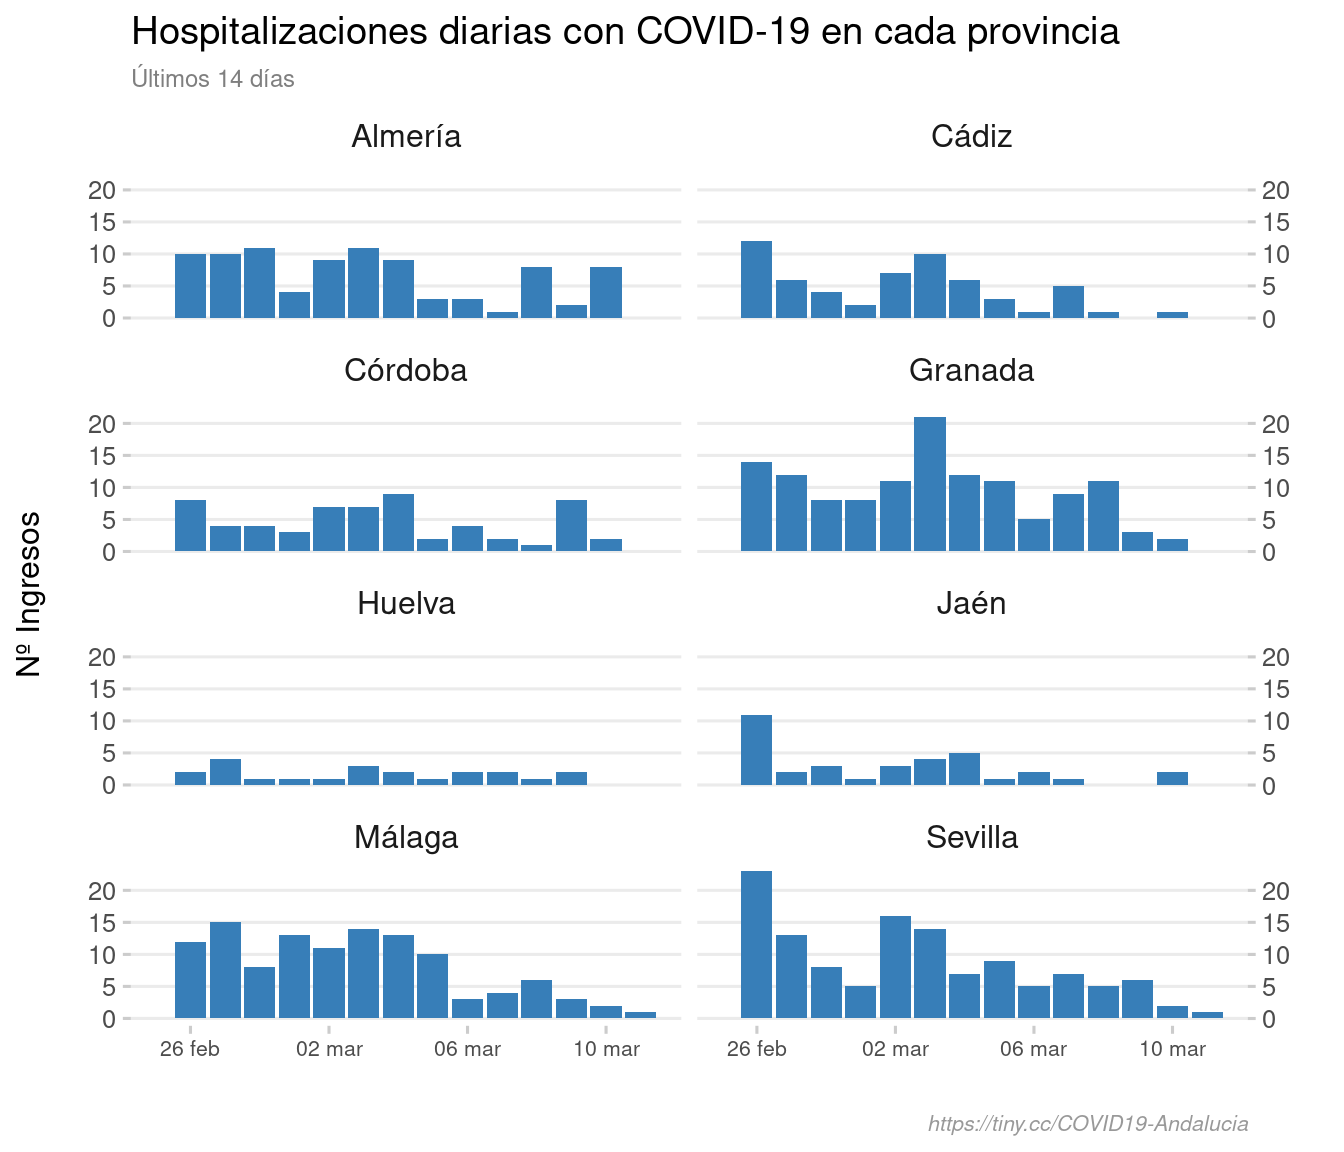 Hospitalizaciones diarias con COVID-19 en cada provincia
Últimos 14 días
Almería
Cádiz
20
15
10
5
0
20
15
10
5
0
Córdoba
Granada
20
15
10
5
0
20
15
10
5
0
Nº Ingresos
Huelva
Jaén
20
15
10
5
0
20
15
10
5
0
Málaga
Sevilla
20
15
10
5
0
20
15
10
5
0
26 feb 02 mar 06 mar 10 mar
26 feb 02 mar 06 mar 10 mar
https://tiny.cc/COVID19-Andalucia